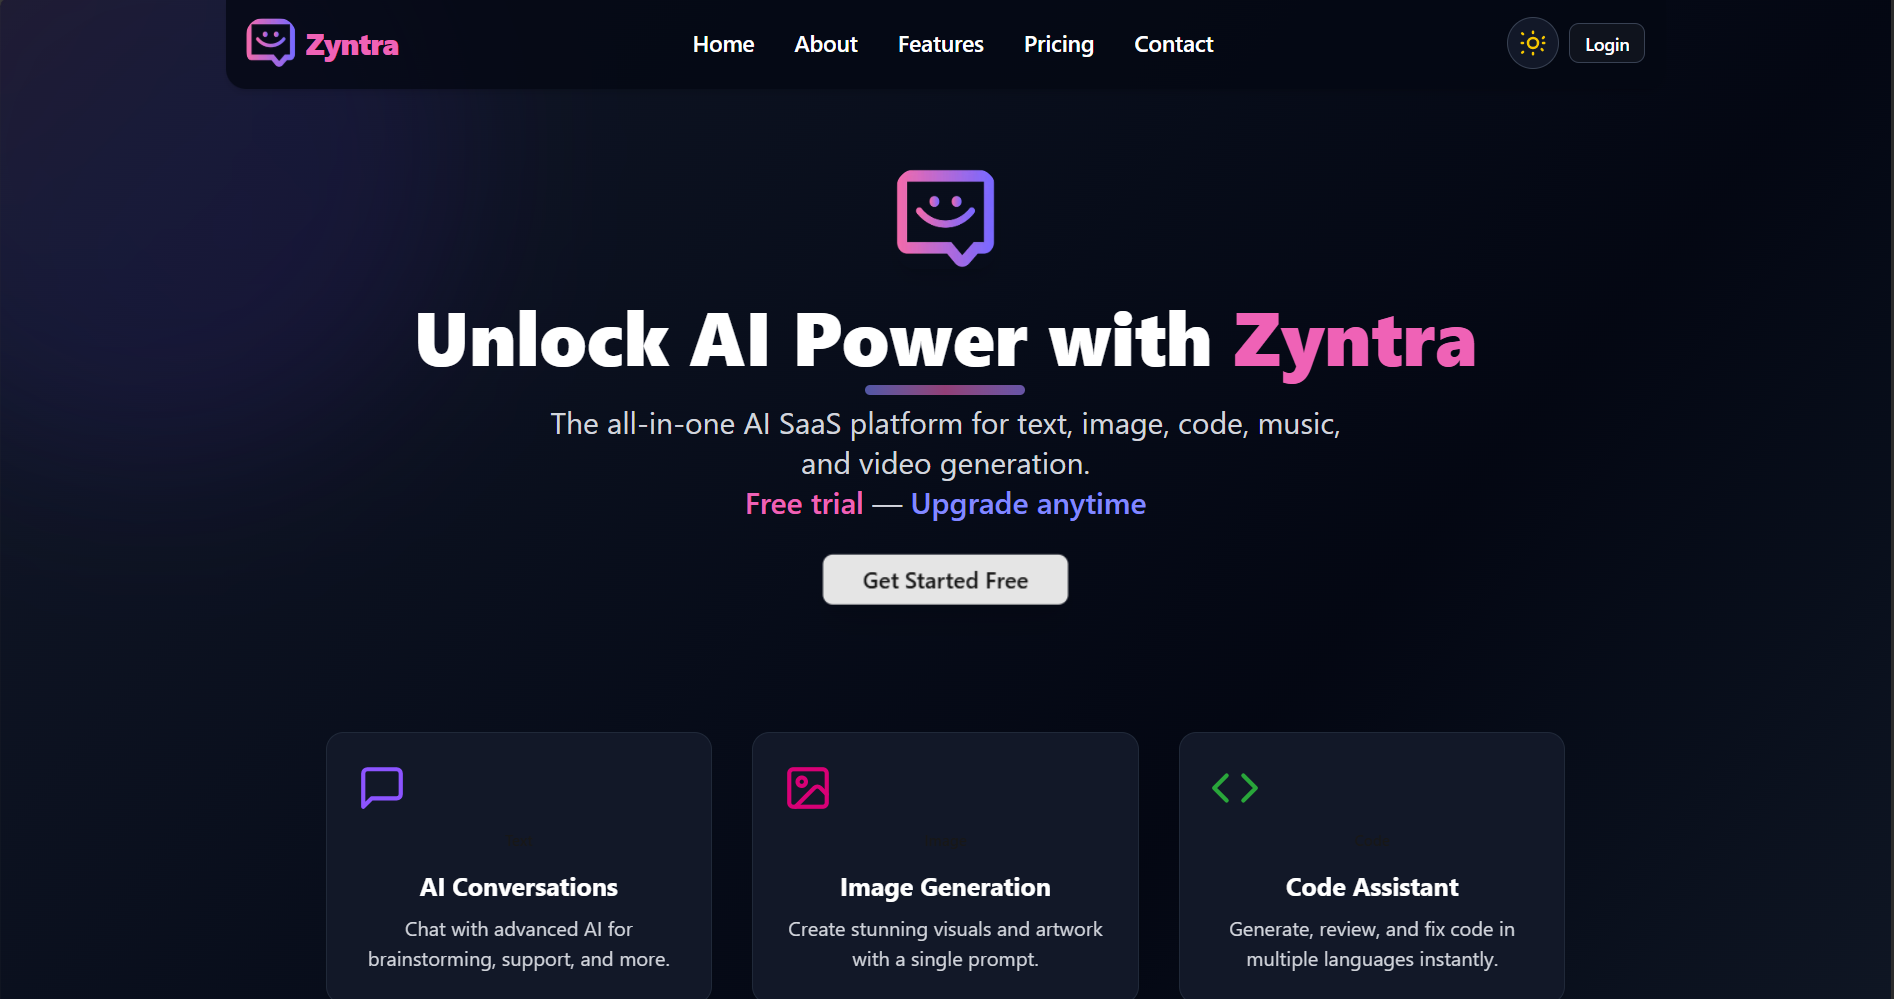 Zyntra
Home
About
Features
Pricing
Contact
Login
Unlock AI Power with Zyntra
The all-in-one AI SaaS platform for text, image, code, music,
and video generation.
Free trial — Upgrade anytime
Get Started Free
AI Conversations
Chat with advanced AI for
brainstorming, support, and more.
Image Generation
Create stunning visuals and artwork
with a single prompt.
Code Assistant
Generate, review, and fix code in
multiple languages instantly.